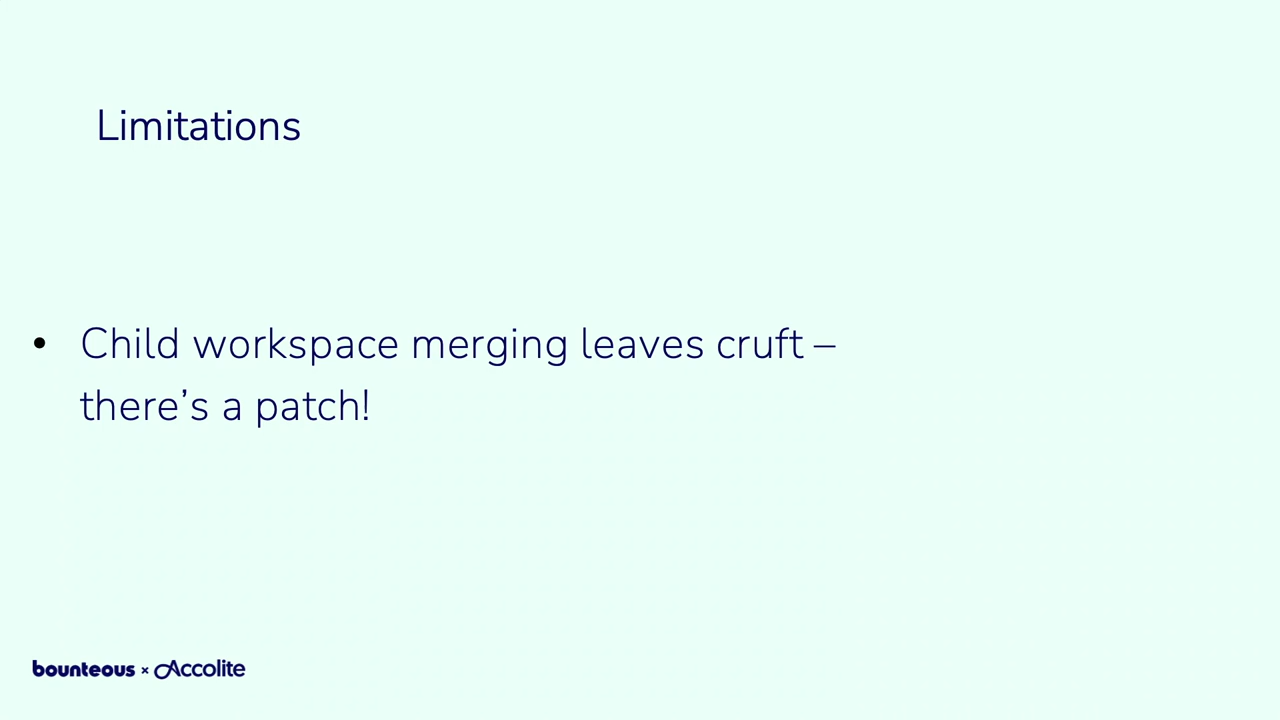 Limitations
• Child workspace merging leaves cruft –
there’s a patch!
bounteous × Accolite